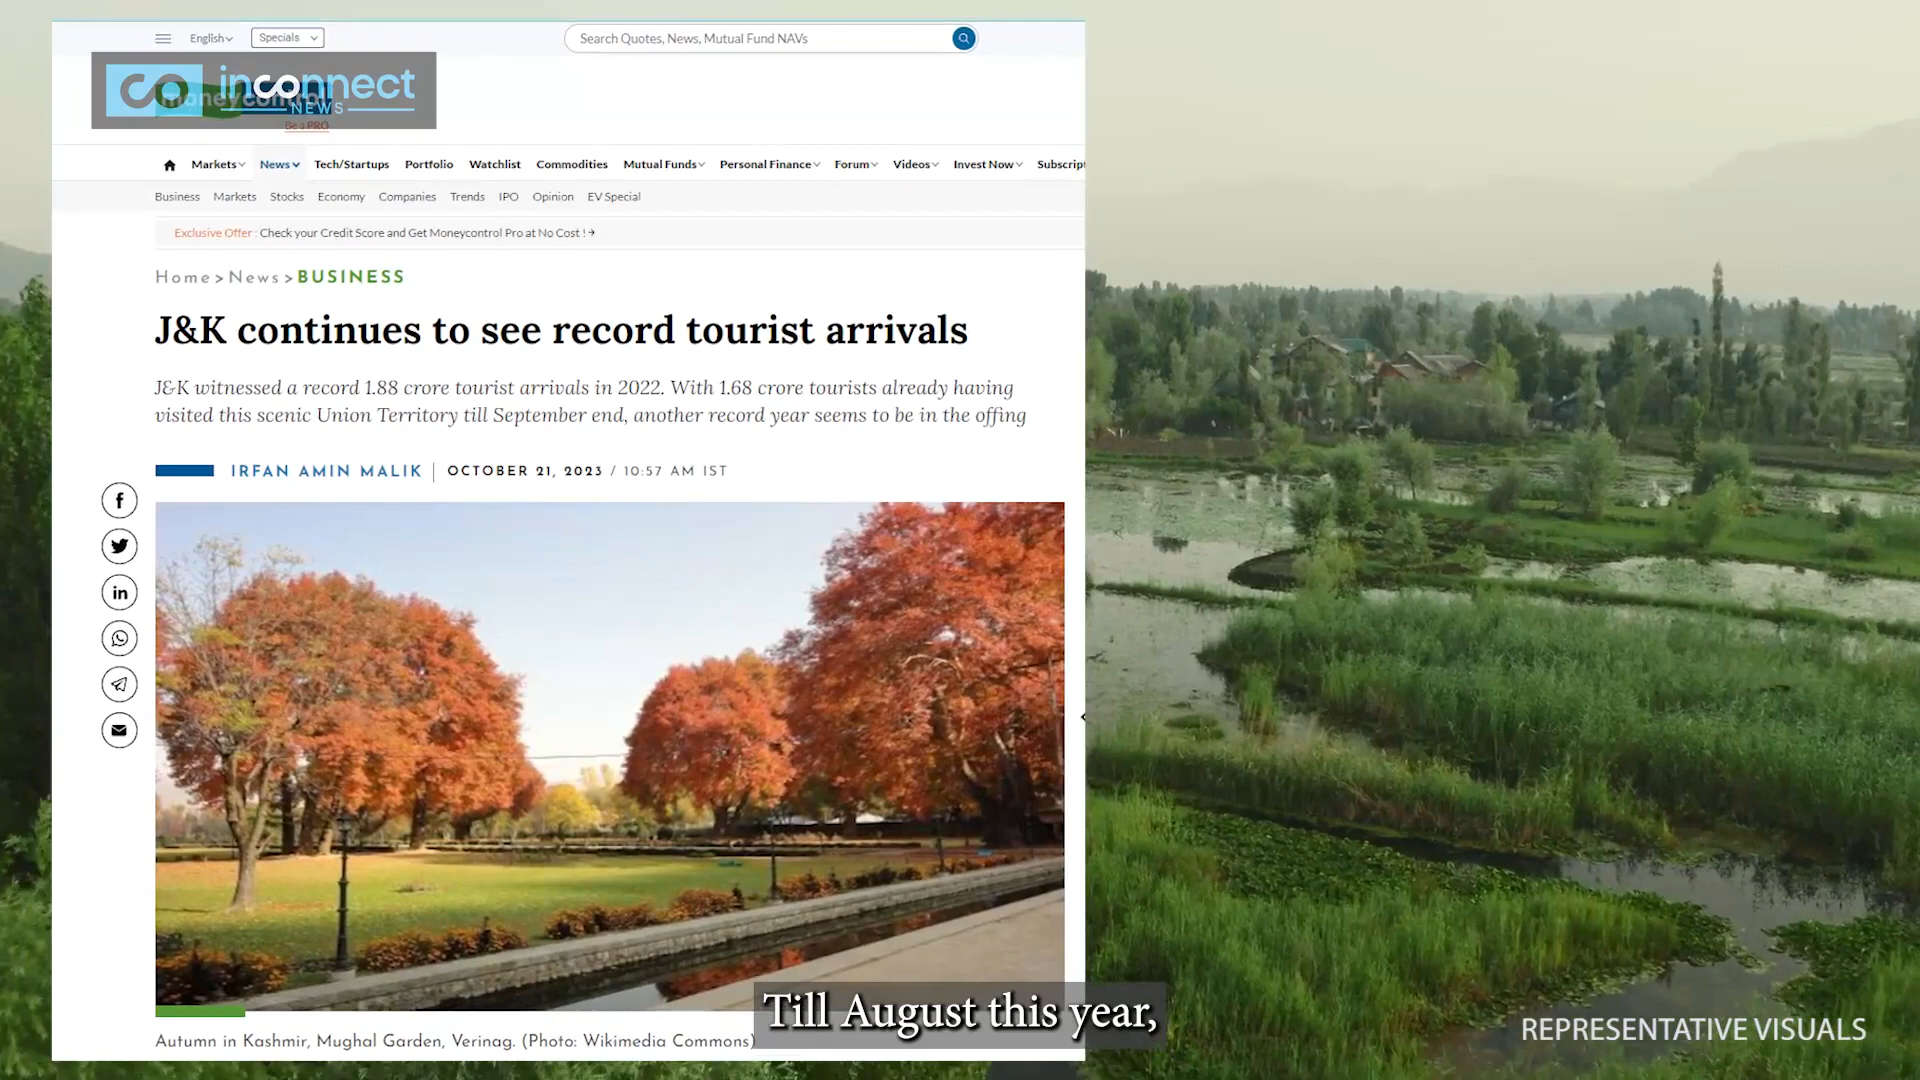 English
Specials
Search Quotes, News, Mutual Fund NAVs
inconnect
NEWS
moneycontrol
Be a PRO
Markets News Tech/Startups Portfolio Watchlist Commodities Mutual Funds Personal Finance Forum Videos Invest Now Subscript
Business Markets Stocks Economy Companies Trends IPO Opinion EV Special
Exclusive Offer : Check your Credit Score and Get Moneycontrol Pro at No Cost ! →
Home > News > BUSINESS
J&K continues to see record tourist arrivals
J&K witnessed a record 1.88 crore tourist arrivals in 2022. With 1.68 crore tourists already having
visited this scenic Union Territory till September end, another record year seems to be in the offing
IRFAN AMIN MALIK | OCTOBER 21, 2023 / 10:57 AM IST
Till August this year,
REPRESENTATIVE VISUALS
Autumn in Kashmir, Mughal Garden, Verinag. (Photo: Wikimedia Commons)